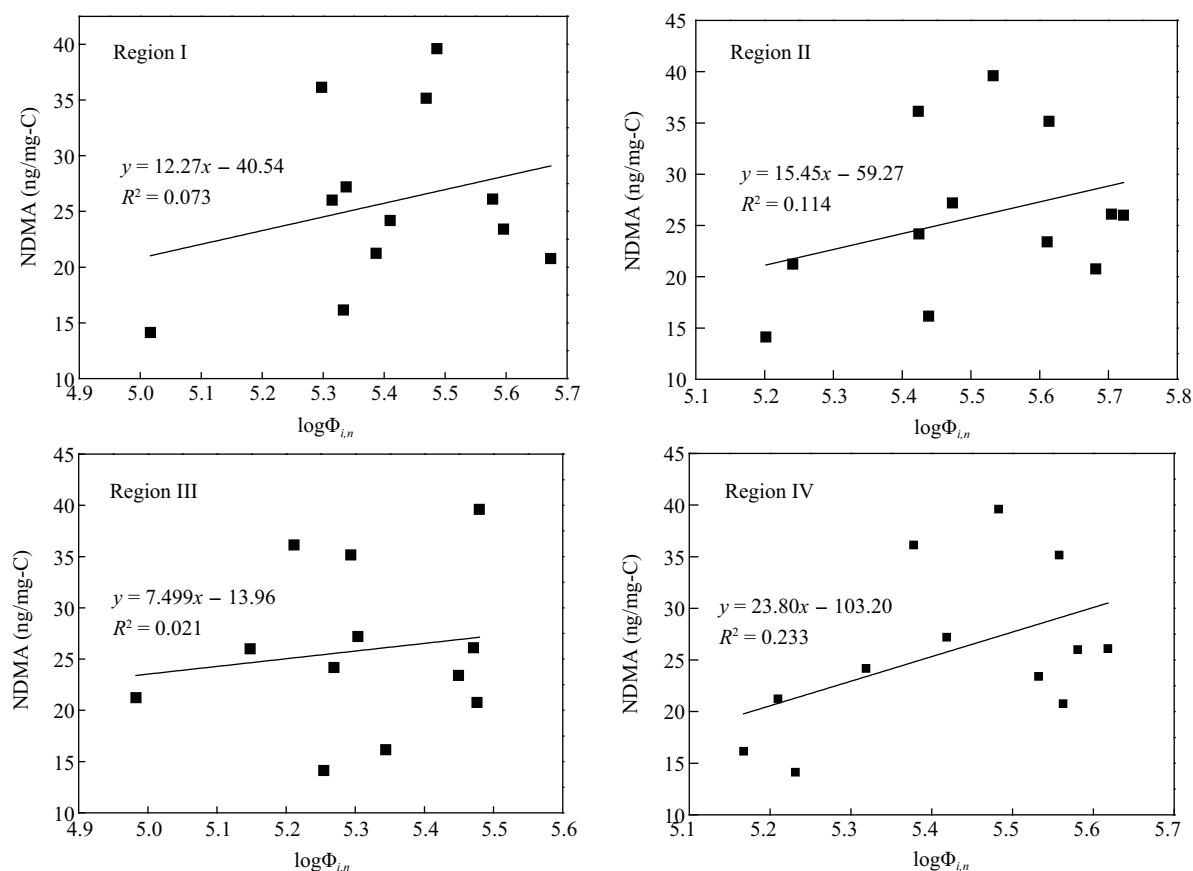 Region I
y = 12.27x − 40.54
R² = 0.073
NDMA (ng/mg-C)
40
35
30
25
20
15
10
4.9 5.0 5.1 5.2 5.3 5.4 5.5 5.6 5.7
logΦi,n
Region II
y = 15.45x − 59.27
R² = 0.114
NDMA (ng/mg-C)
45
40
35
30
25
20
15
10
5.1 5.2 5.3 5.4 5.5 5.6 5.7 5.8
logΦi,n
Region III
y = 7.499x − 13.96
R² = 0.021
NDMA (ng/mg-C)
45
40
35
30
25
20
15
10
4.9 5.0 5.1 5.2 5.3 5.4 5.5 5.6
logΦi,n
Region IV
y = 23.80x − 103.20
R² = 0.233
NDMA (ng/mg-C)
45
40
35
30
25
20
15
10
5.1 5.2 5.3 5.4 5.5 5.6 5.7
logΦi,n